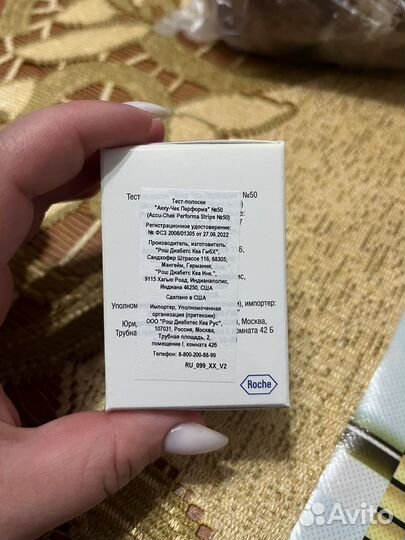 Тест-полоски
"Акку-Чек Перформа" №50
(Accu-Chek Performa Strips №50)
Регистрационное удостоверение:
№ ФСЗ 2008/01305 от 27.06.2022
Производитель, изготовитель
"Рош Диабетс Кеа ГмбХ",
Сандхофер Штрассе 116, 68305,
Мангейм, Германия;
"Рош Диабетс Кеа Инк.",
9115 Хагью Роад, Индианаполис,
Индиана 46250, США
Сделано в США
Импортер, Уполномоченная
организация (претензии):
ООО "Рош Диабетс Кеа Рус",
107031, Россия, Москва,
Трубная площадь, 2,
помещение I, комната 42Б
Телефон: 8-800-200-88-99
RU_099_XX_V2
Тест
№50
Уполном
), импортер:
Юри,
, Москва,
Трубна
омната 42 Б
Roche
Avito